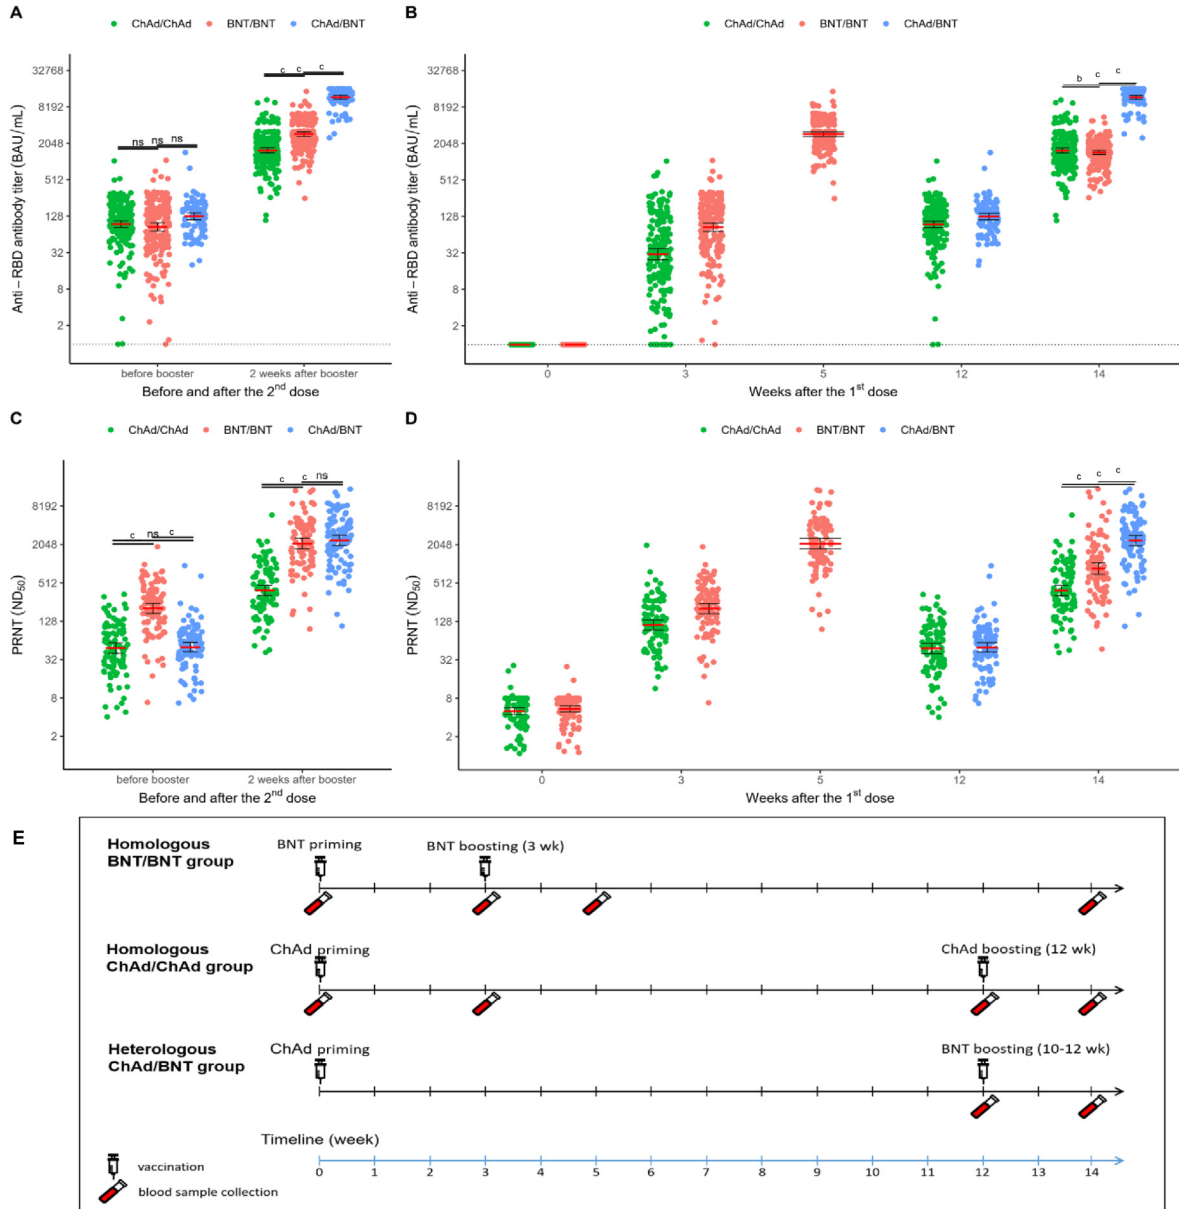 A
ChAd/ChAd BNT/BNT ChAd/BNT
Anti−RBD antibody titer (BAU/mL)
32768
8192
2048
512
128
32
8
2
ns ns ns
c c c
before booster 2 weeks after booster
Before and after the 2nd dose
B
ChAd/ChAd BNT/BNT ChAd/BNT
Anti−RBD antibody titer (BAU/mL)
32768
8192
2048
512
128
32
8
2
b c c
0 3 5 12 14
Weeks after the 1st dose
C
ChAd/ChAd BNT/BNT ChAd/BNT
PRNT (ND50)
8192
2048
512
128
32
8
2
c ns c
c c ns
before booster 2 weeks after booster
Before and after the 2nd dose
D
ChAd/ChAd BNT/BNT ChAd/BNT
PRNT (ND50)
8192
2048
512
128
32
8
2
c c c
0 3 5 12 14
Weeks after the 1st dose
E
Homologous
BNT/BNT group
BNT priming BNT boosting (3 wk)
Homologous
ChAd/ChAd group
ChAd priming ChAd boosting (12 wk)
Heterologous
ChAd/BNT group
ChAd priming BNT boosting (10-12 wk)
Timeline (week)
0 1 2 3 4 5 6 7 8 9 10 11 12 13 14
vaccination
blood sample collection